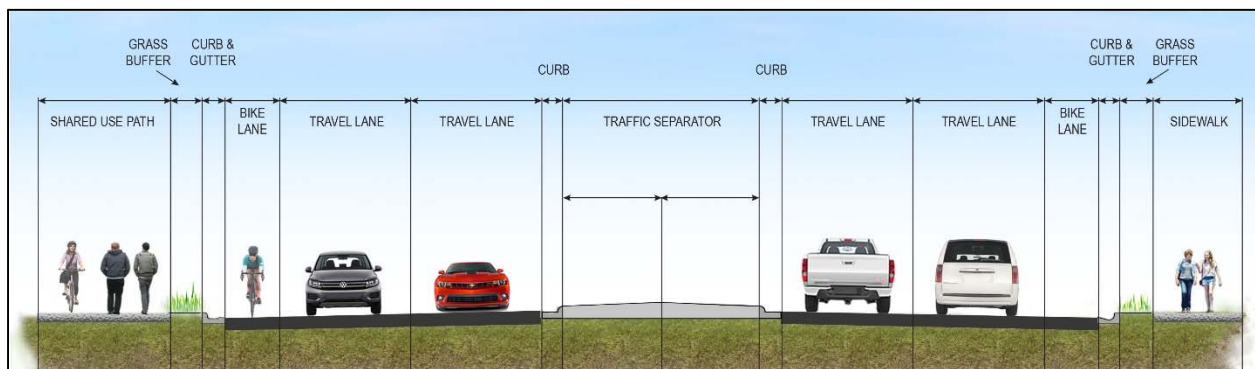 GRASS
BUFFER
CURB &
GUTTER
CURB
CURB
CURB &
GUTTER
GRASS
BUFFER
SHARED USE PATH
BIKE
LANE
TRAVEL LANE
TRAVEL LANE
TRAFFIC SEPARATOR
TRAVEL LANE
TRAVEL LANE
BIKE
LANE
SIDEWALK